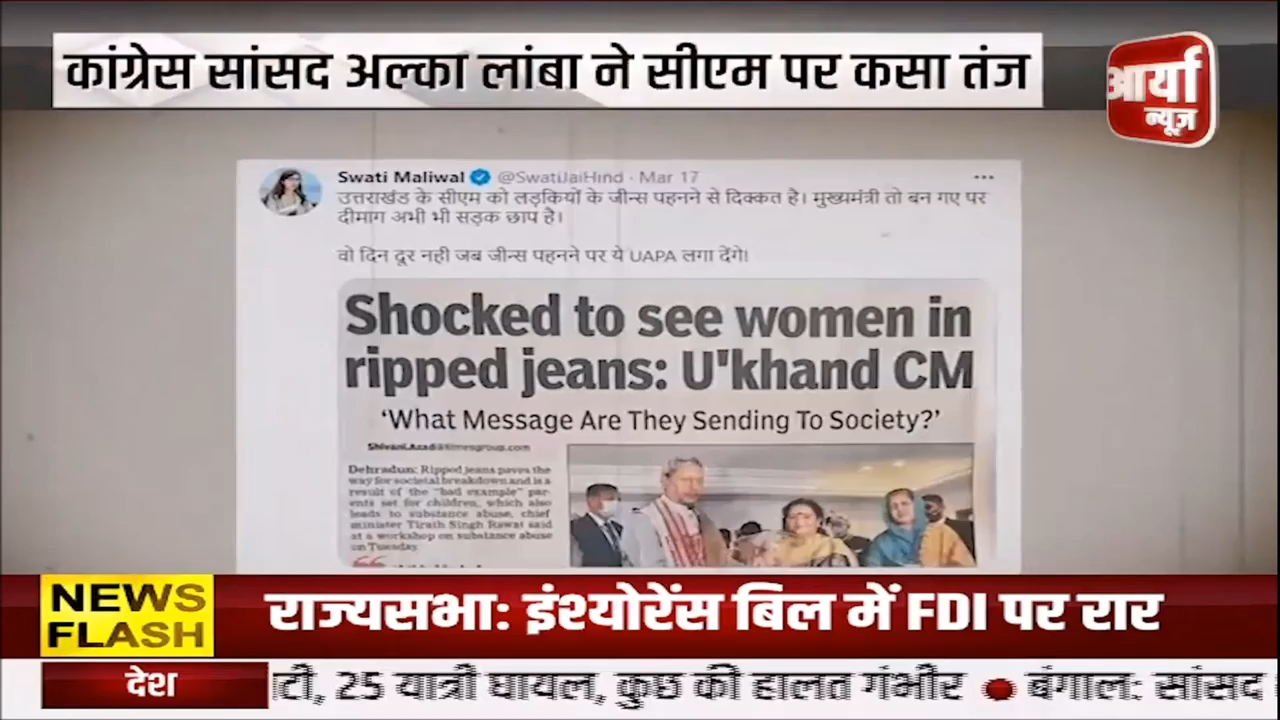 कांग्रेस सांसद अल्का लांबा ने सीएम पर कसा तंज
आर्या
न्यूज़
Swati Maliwal @SwatiJaiHind · Mar 17
उत्तराखंड के सीएम को लड़कियों के जीन्स पहनने से दिक्कत है। मुख्यमंत्री तो बन गए पर
दीमाग अभी भी सड़क छाप है।
वो दिन दूर नही जब जीन्स पहनने पर ये UAPA लगा देंगे!
Shocked to see women in
ripped jeans: U'khand CM
'What Message Are They Sending To Society?'
Shivani.Azad@timesgroup.com
Dehradun: Ripped jeans paves the
way for societal breakdown and is a
result of the "bad example" par-
ents set for children, which also
leads to substance abuse, chief
minister Tirath Singh Rawat said
at a workshop on substance abuse
on Tuesday.
NEWS
FLASH
राज्यसभा: इंश्योरेंस बिल में FDI पर रार
देश
टी, 25 यात्री घायल, कुछ की हालत गंभीर ● बंगाल: सांसद